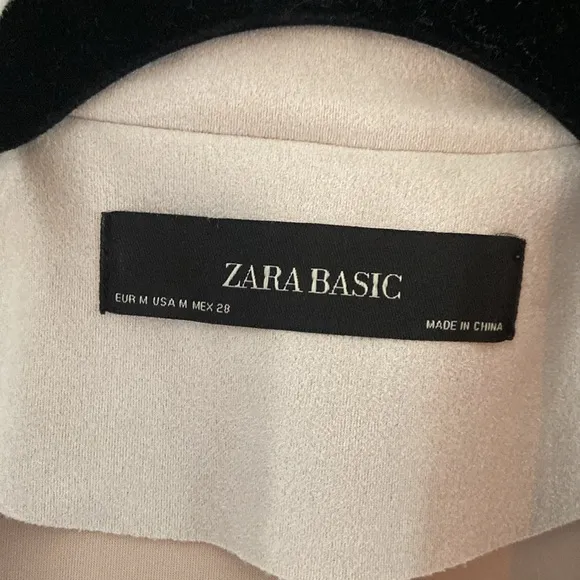 ZARA BASIC
EUR M USA M MEX 28
MADE IN CHINA